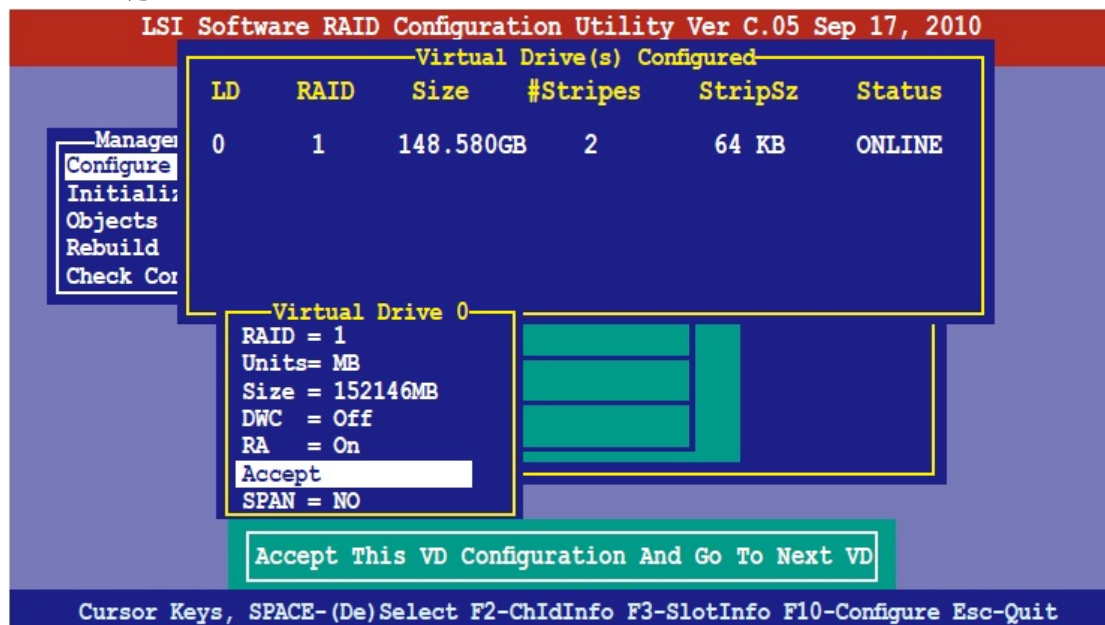 LSI Software RAID Configuration Utility Ver C.05 Sep 17, 2010
Virtual Drive(s) Configured
LD RAID Size #Stripes StripSz Status
0 1 148.580GB 2 64 KB ONLINE
Manage
Configure
Initializ
Objects
Rebuild
Check Con
Virtual Drive 0
RAID = 1
Units= MB
Size = 152146MB
DWC = Off
RA = On
Accept
SPAN = NO
Accept This VD Configuration And Go To Next VD
Cursor Keys, SPACE-(De)Select F2-ChIdInfo F3-SlotInfo F10-Configure Esc-Quit